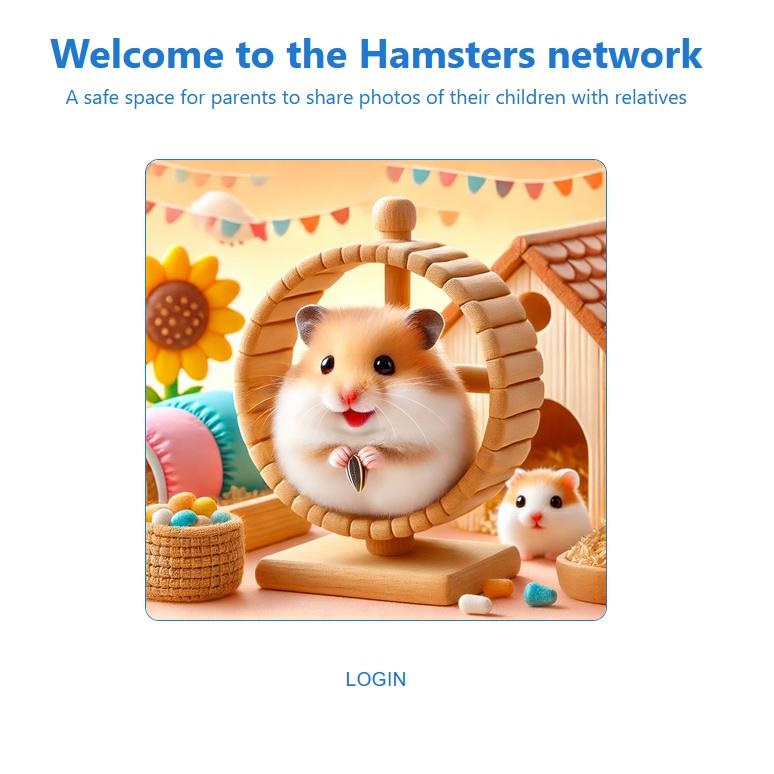 Welcome to the Hamsters network
A safe space for parents to share photos of their children with relatives
LOGIN